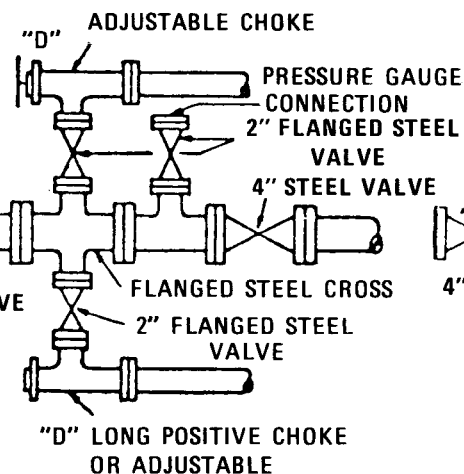 ADJUSTABLE CHOKE
"D"
PRESSURE GAUGE
CONNECTION
2" FLANGED STEEL
VALVE
4" STEEL VALVE
4"
FLANGED STEEL CROSS
VE
2" FLANGED STEEL
VALVE
"D" LONG POSITIVE CHOKE
OR ADJUSTABLE